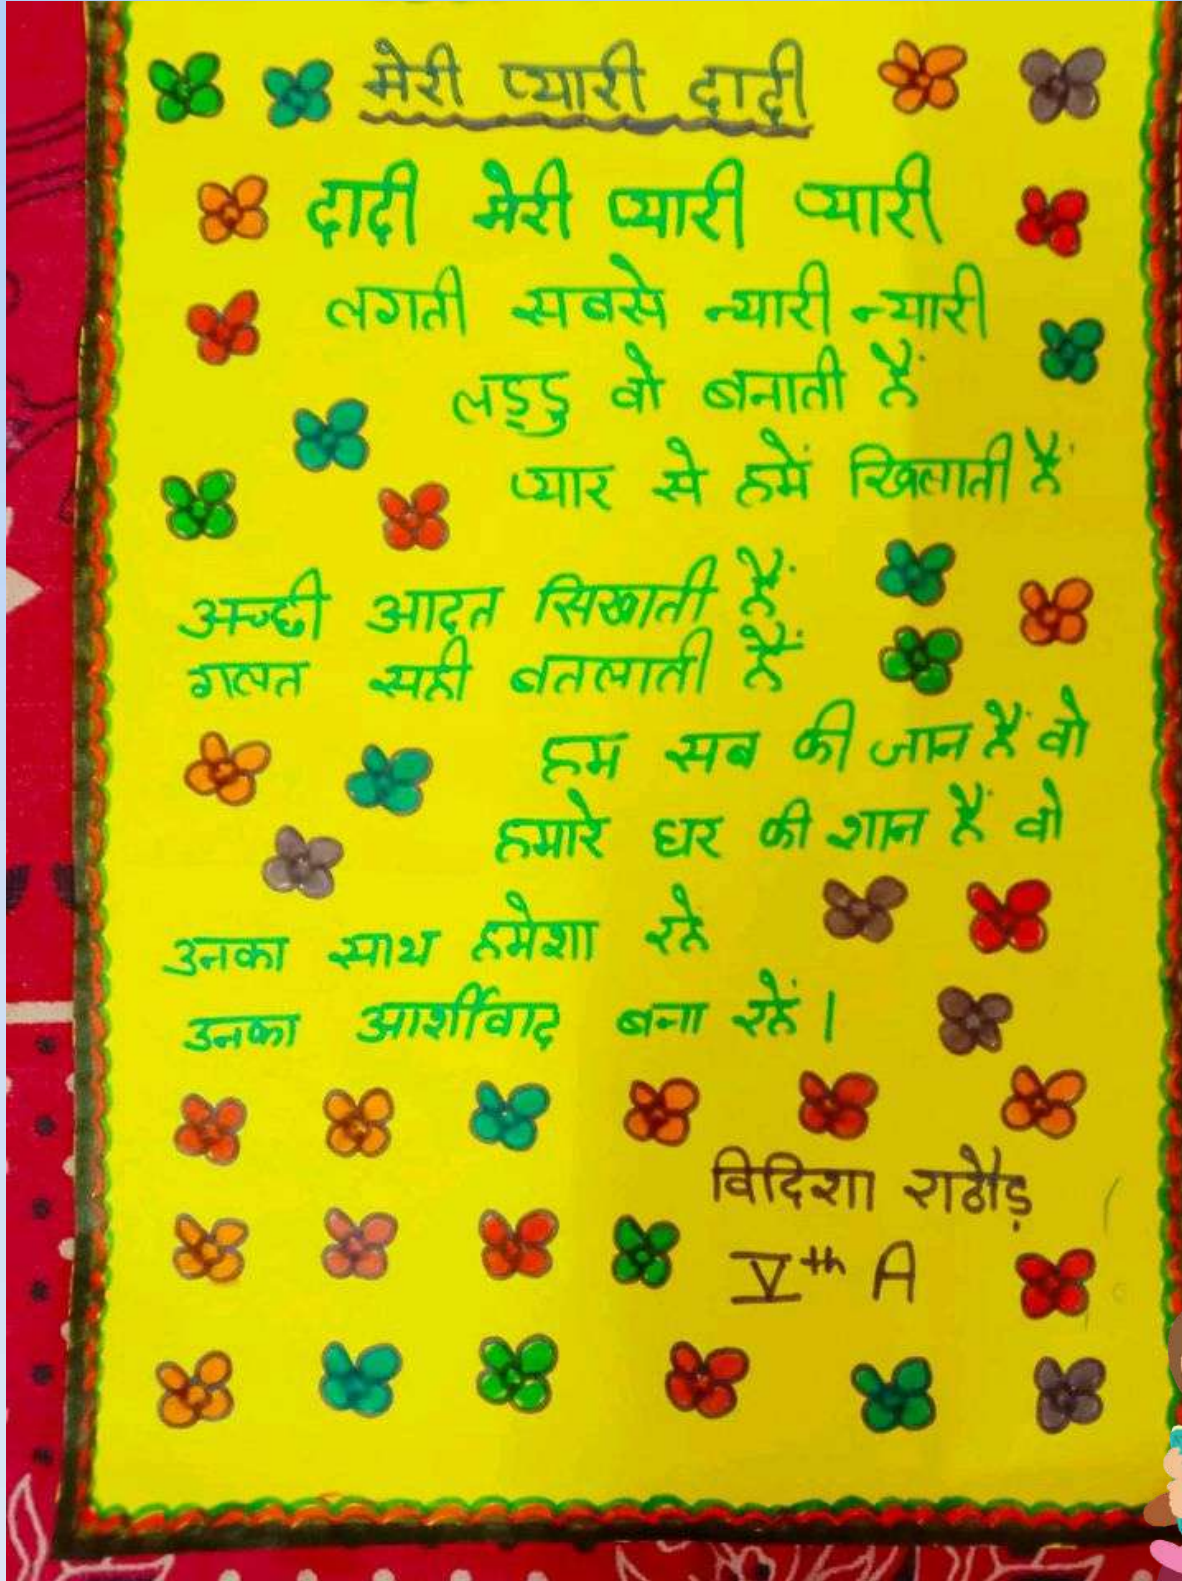 मेरी प्यारी दादी
दादी मेरी प्यारी प्यारी
लगती सबसे न्यारी न्यारी
लड्डु वो बनाती हैं
प्यार से हमें खिलाती हैं
अच्छी आदत सिखाती हैं
गलत सही बतलाती हैं
हम सब की जान हैं वो
हमारे घर की शान हैं वो
उनका साथ हमेशा रहे
उनका आर्शीवाद बना रहें।
विदिशा राठौड़
Vth A